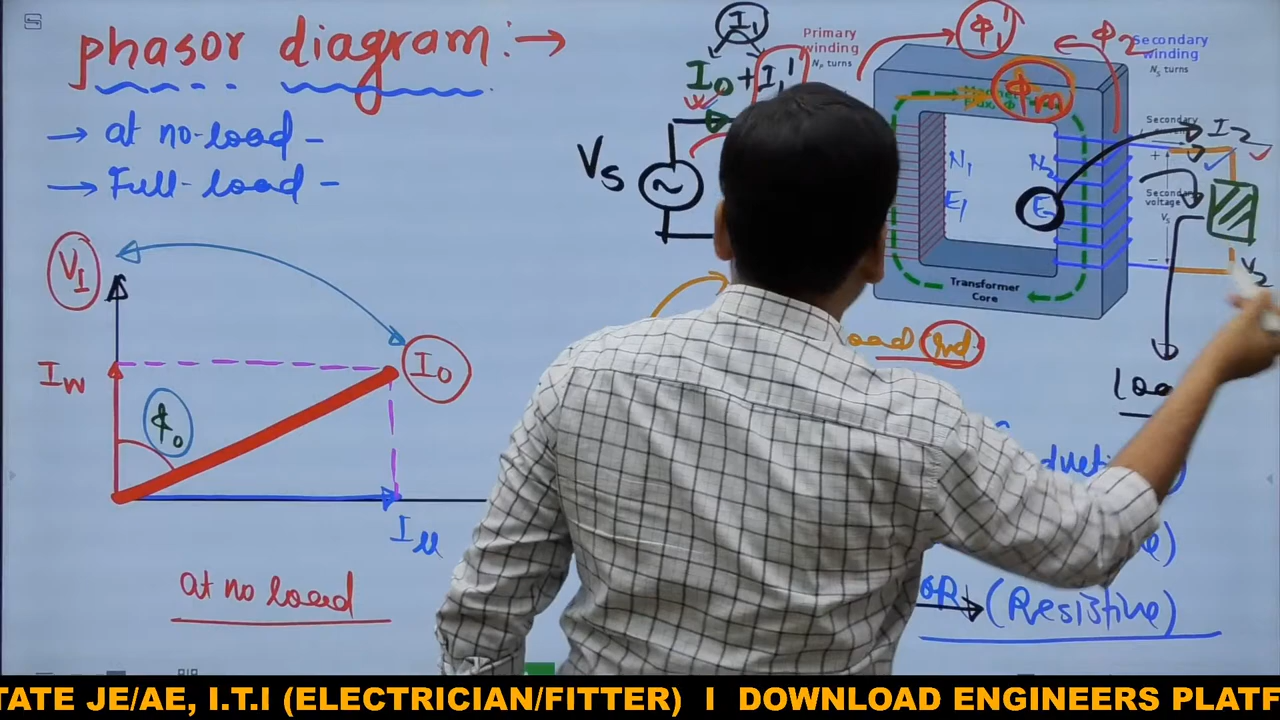 phasor diagram:→
→ at no-load -
→ Full-load -
V1
Iw
ϕ0
I0
Iμ
at no load
I1
I0 + I1'
Vs
Primary
winding
Np turns
ϕ1'
ϕ2
Secondary
winding
Ns turns
ϕm
N1
E1
N2
I2
Secondary
voltage
Vs
V2
Transformer
Core
(Resistive)
TATE JE/AE, I.T.I (ELECTRICIAN/FITTER) I DOWNLOAD ENGINEERS PLATF